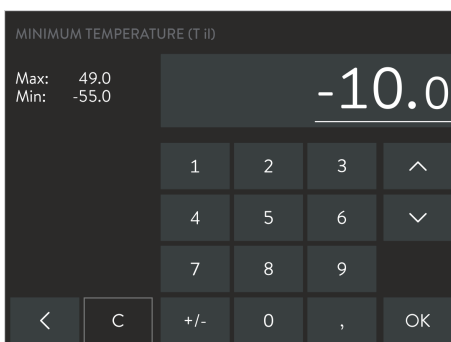 MINIMUM TEMPERATURE (T il)
Max: 49.0
Min: -55.0
-10.0
1 2 3
4 5 6
7 8 9
C +/- 0 , OK